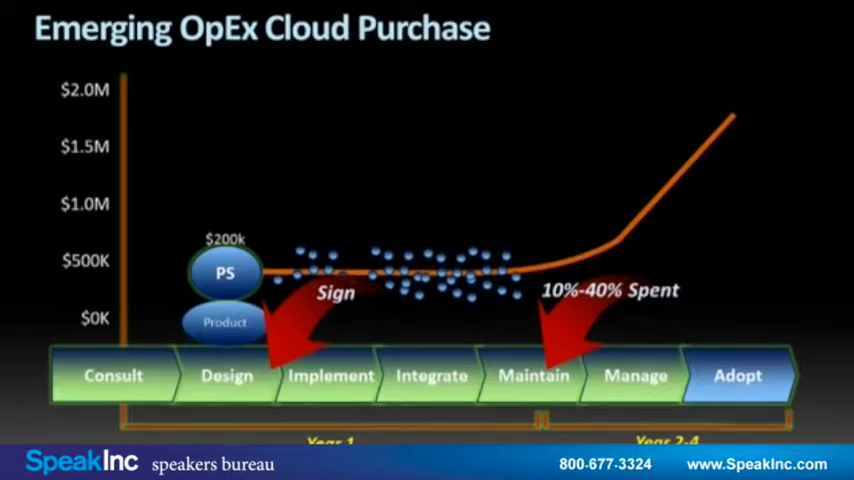 Emerging OpEx Cloud Purchase
$2.0M
$1.5M
$1.0M
$500K
$0K
$200k
PS
Product
Sign
10%-40% Spent
Consult
Design
Implement
Integrate
Maintain
Manage
Adopt
Year 1
Year 2-4
SpeakInc speakers bureau
800-677-3324
www.SpeakInc.com